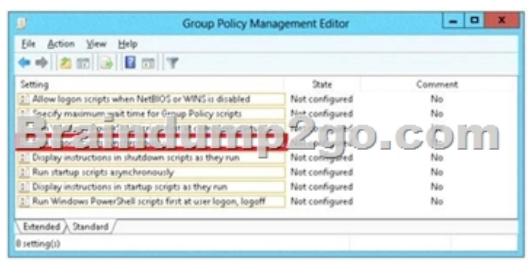 Group Policy Management Editor
File Action View Help
Setting State Comment
Allow logon scripts when NetBIOS or WINS is disabled Not configured No
Specify maximum wait time for Group Policy scripts Not configured No
Braindump2go.com
Display instructions in shutdown scripts as they run Not configured No
Run startup scripts asynchronously Not configured No
Display instructions in startup scripts as they run Not configured No
Run Windows PowerShell scripts first at user logon, logoff Not configured No
Extended Standard
8 setting(s)